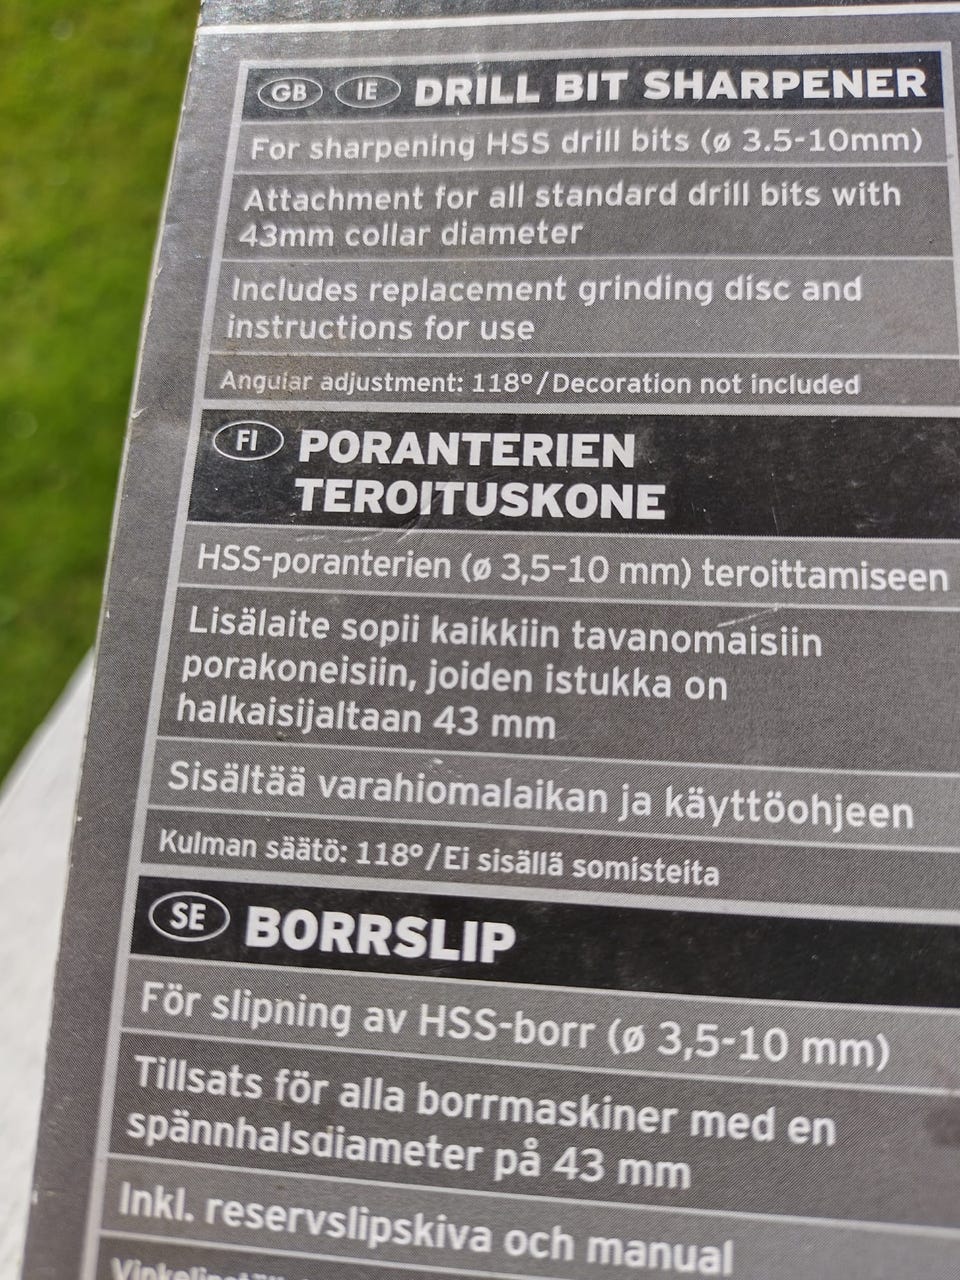 GB IE DRILL BIT SHARPENER
For sharpening HSS drill bits (ø 3.5-10mm)
Attachment for all standard drill bits with
43mm collar diameter
Includes replacement grinding disc and
instructions for use
Angular adjustment: 118°/Decoration not included
FI PORANTERIEN
TEROITUSKONE
HSS-poranterien (ø 3,5–10 mm) teroittamiseen
Lisälaite sopii kaikkiin tavanomaisiin
porakoneisiin, joiden istukka on
halkaisijaltaan 43 mm
Sisältää varahiomalaikan ja käyttöohjeen
Kulman säätö: 118°/Ei sisällä somisteita
SE BORRSLIP
För slipning av HSS-borr (ø 3,5-10 mm)
Tillsats för alla borrmaskiner med en
spännhalsdiameter på 43 mm
Inkl. reservslipskiva och manual